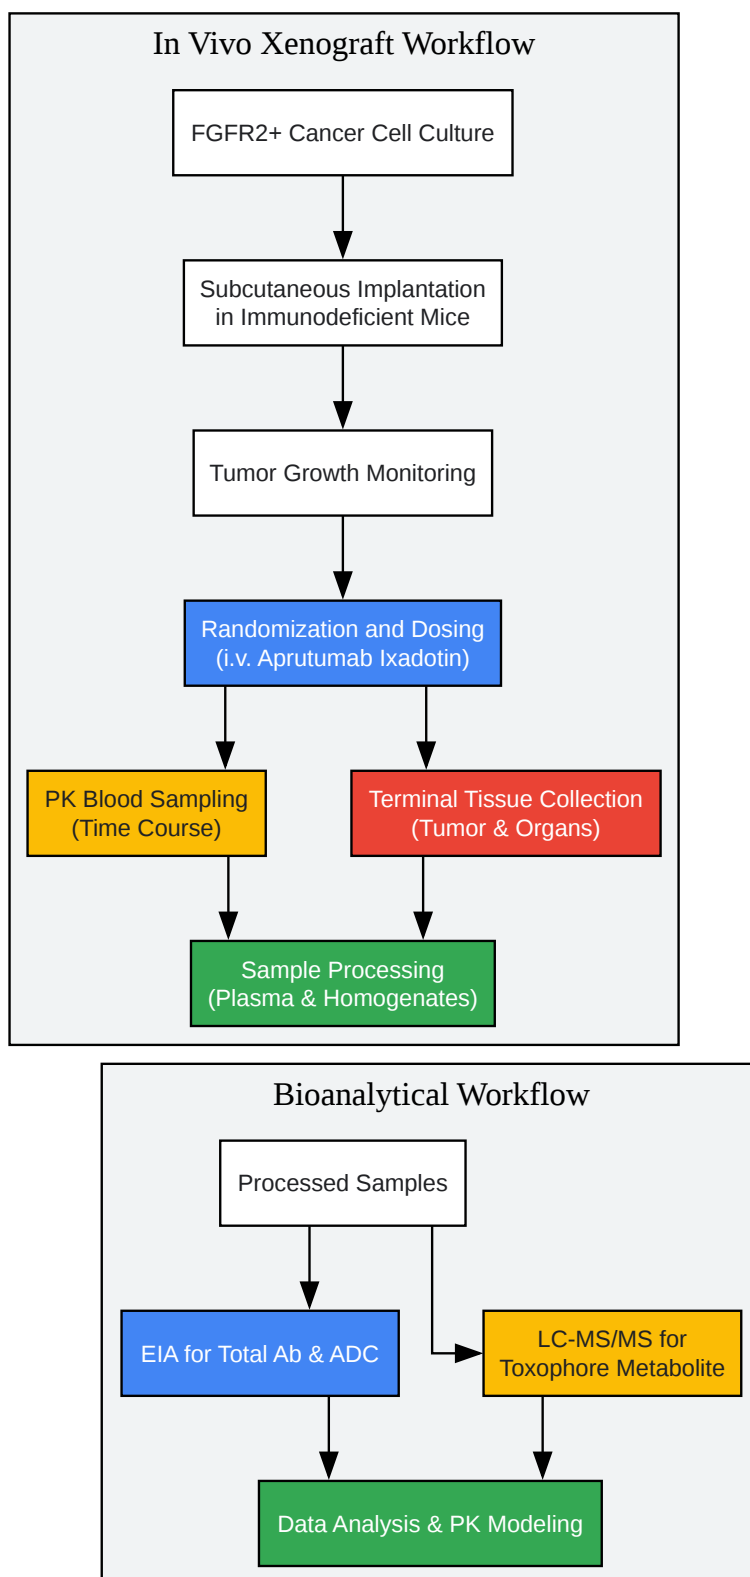 In Vivo Xenograft Workflow
FGFR2+ Cancer Cell Culture
Subcutaneous Implantation
in Immunodeficient Mice
Tumor Growth Monitoring
Randomization and Dosing
(i.v. Aprutumab Ixadotin)
PK Blood Sampling
(Time Course)
Terminal Tissue Collection
(Tumor & Organs)
Sample Processing
(Plasma & Homogenates)
Bioanalytical Workflow
Processed Samples
EIA for Total Ab & ADC
LC-MS/MS for
Toxophore Metabolite
Data Analysis & PK Modeling